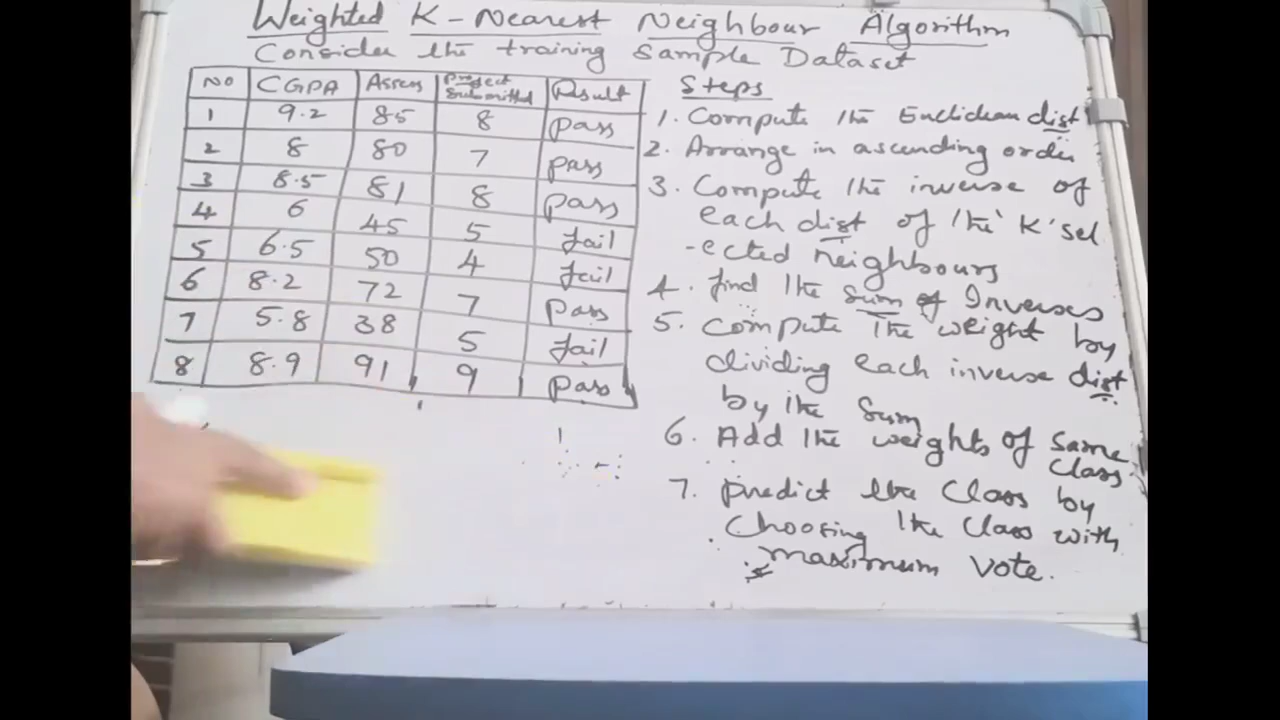 Weighted K-Nearest Neighbour Algorithm
Consider the training Sample Dataset
NO CGPA Assess Project Submitted Result
1 9.2 85 8 pass
2 8 80 7 pass
3 8.5 81 8 pass
4 6 45 5 fail
5 6.5 50 4 fail
6 8.2 72 7 pass
7 5.8 38 5 fail
8 8.9 91 9 pass
Steps
1. Compute the Euclidean dist
2. Arrange in ascending order
3. Compute the inverse of
each dist of the 'K' sel
-ected neighbours
4. find the sum of Inverses
5. Compute the weight by
dividing each inverse dist
by the sum
6. Add the weights of same
class
7. Predict the Class by
Choosing the class with
maximum vote.